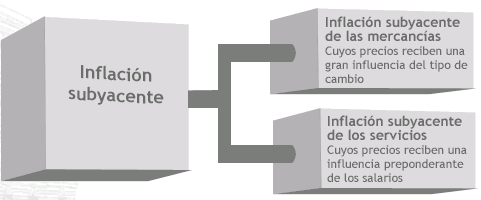 Inflación
subyacente
Inflación subyacente
de las mercancías
Cuyos precios reciben una
gran influencia del tipo de
cambio
Inflación subyacente
de los servicios
Cuyos precios reciben una
influencia preponderante
de los salarios